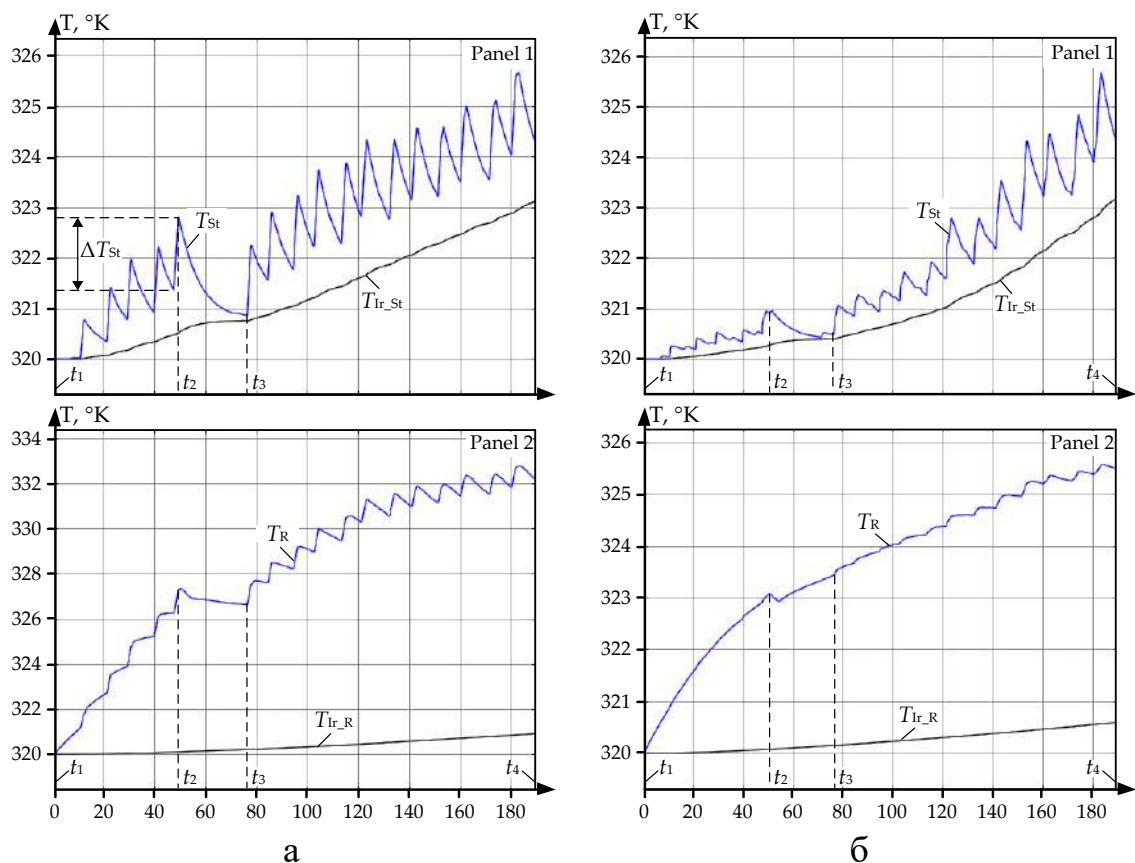 T, °K
Panel 1
326
325
324
323
322
321
320
ΔTSt
TSt
TIr_St
t1
t2
t3
T, °K
Panel 1
326
325
324
323
322
321
320
TSt
TIr_St
t1
t2
t3
t4
T, °K
Panel 2
334
332
330
328
326
324
322
320
TR
TIr_R
t1
t2
t3
t4
0 20 40 60 80 100 120 140 160 180
а
T, °K
Panel 2
326
325
324
323
322
321
320
TR
TIr_R
t1
t2
t3
t4
0 20 40 60 80 100 120 140 160 180
б